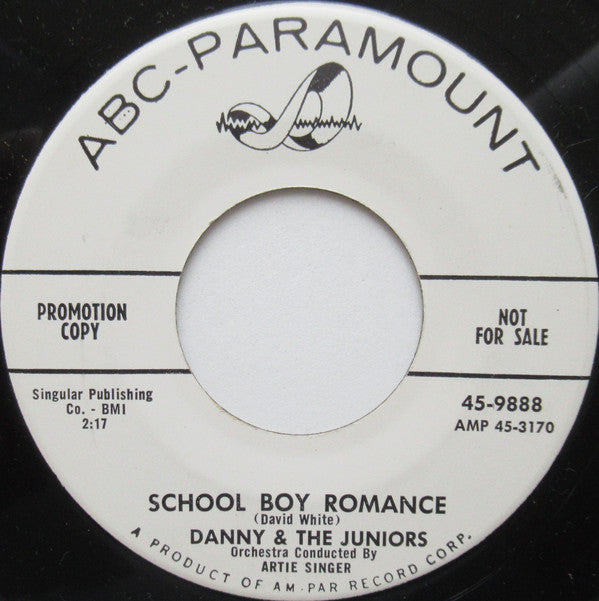 ABC-PARAMOUNT
PROMOTION
COPY
NOT
FOR SALE
Singular Publishing
Co. - BMI
2:17
45-9888
AMP 45-3170
SCHOOL BOY ROMANCE
(David White)
DANNY & THE JUNIORS
Orchestra Conducted By
ARTIE SINGER
A PRODUCT OF AM-PAR RECORD CORP.